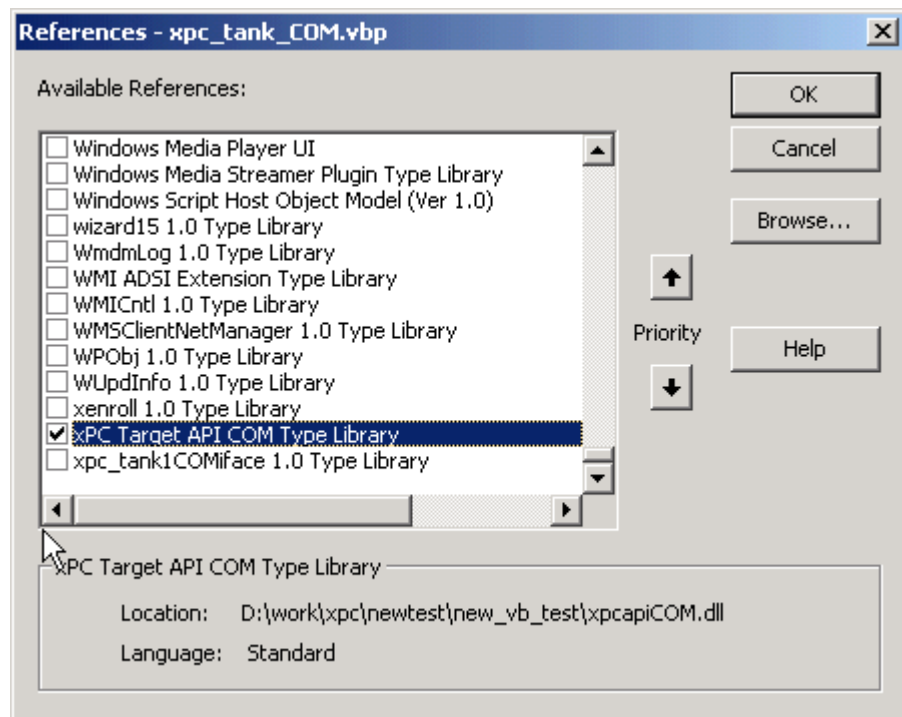 References - xpc_tank_COM.vbp
Available References:
OK
Cancel
Browse...
Help
Windows Media Player UI
Windows Media Streamer Plugin Type Library
Windows Script Host Object Model (Ver 1.0)
wizard15 1.0 Type Library
WmdmLog 1.0 Type Library
WMI ADSI Extension Type Library
WMICntl 1.0 Type Library
WMSClientNetManager 1.0 Type Library
WPObj 1.0 Type Library
WUpdInfo 1.0 Type Library
xenroll 1.0 Type Library
xPC Target API COM Type Library
xpc_tank1COMiface 1.0 Type Library
Priority
xPC Target API COM Type Library
Location: D:\work\xpc\newtest\new_vb_test\xpcapiCOM.dll
Language: Standard